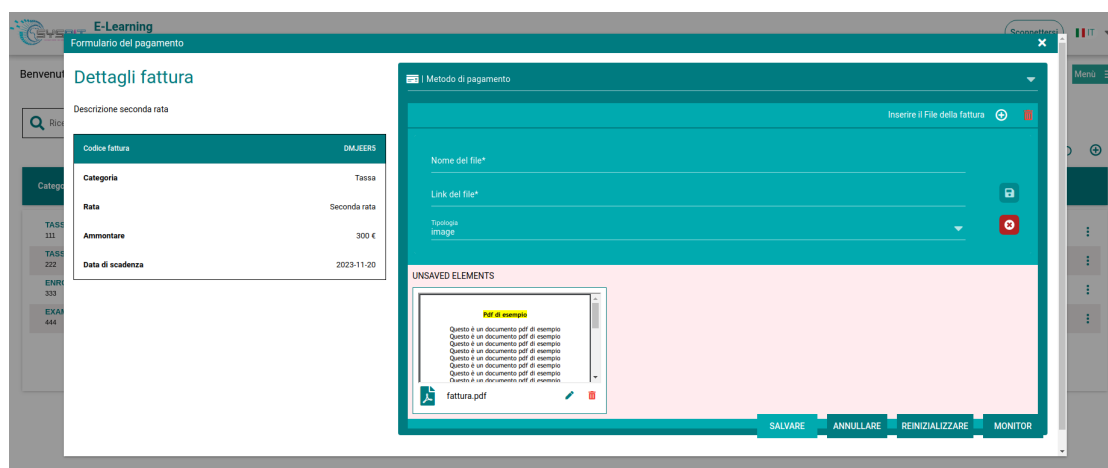 SYSBIT
E-Learning
Sconnettersi
IT
Formulario del pagamento
Benvenut
Menù
Dettagli fattura
Descrizione seconda rata
Codice fattura DMJEER5
Categoria Tassa
Rata Seconda rata
Ammontare 300 €
Data di scadenza 2023-11-20
| Metodo di pagamento
Inserire il File della fattura
Nome del file*
Link del file*
Tipologia
image
UNSAVED ELEMENTS
Pdf di esempio
Questo è un documento pdf di esempio
Questo è un documento pdf di esempio
Questo è un documento pdf di esempio
Questo è un documento pdf di esempio
Questo è un documento pdf di esempio
Questo è un documento pdf di esempio
Questo è un documento pdf di esempio
Questo è un documento pdf di esempio
fattura.pdf
SALVARE ANNULLARE REINIZIALIZZARE MONITOR
Rice
Catego
TASS
111
TASS
222
ENRO
333
EXAM
444